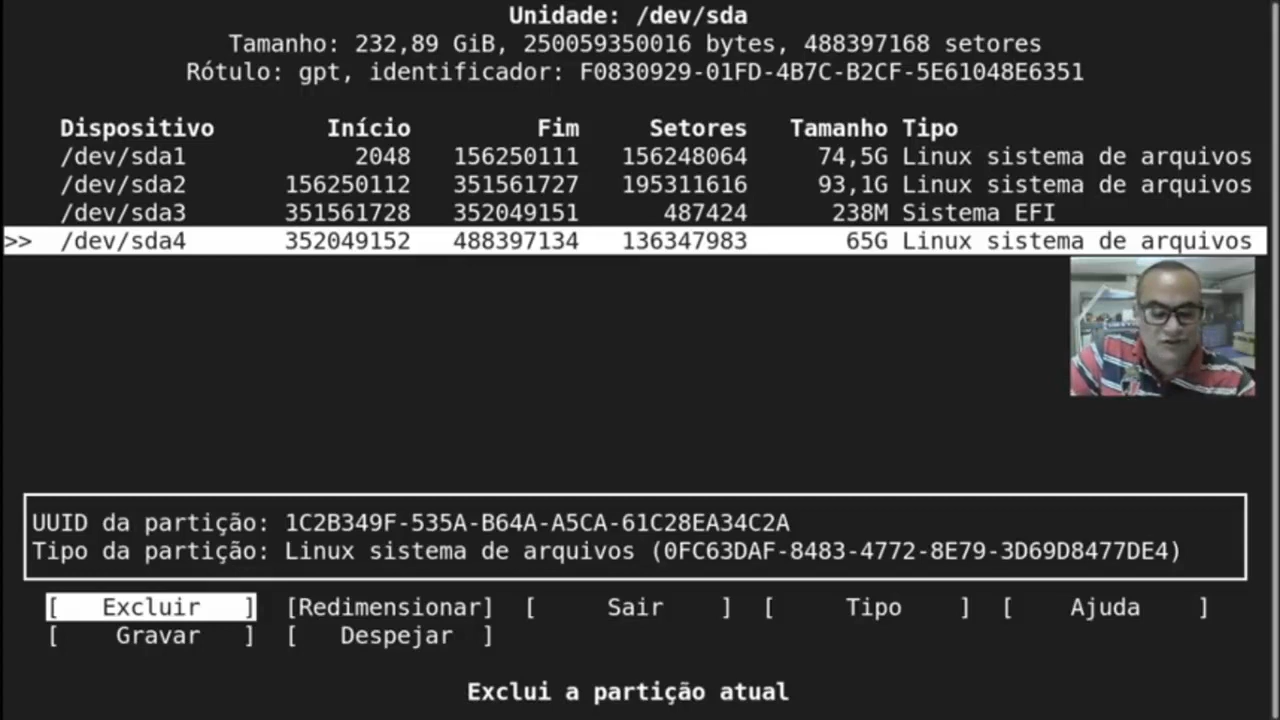 Unidade: /dev/sda
Tamanho: 232,89 GiB, 250059350016 bytes, 488397168 setores
Rótulo: gpt, identificador: F0830929-01FD-4B7C-B2CF-5E61048E6351
Dispositivo Início Fim Setores Tamanho Tipo
/dev/sda1 2048 156250111 156248064 74,5G Linux sistema de arquivos
/dev/sda2 156250112 351561727 195311616 93,1G Linux sistema de arquivos
/dev/sda3 351561728 352049151 487424 238M Sistema EFI
>> /dev/sda4 352049152 488397134 136347983 65G Linux sistema de arquivos
UUID da partição: 1C2B349F-535A-B64A-A5CA-61C28EA34C2A
Tipo da partição: Linux sistema de arquivos (0FC63DAF-8483-4772-8E79-3D69D8477DE4)
[ Excluir ] [Redimensionar] [ Sair ] [ Tipo ] [ Ajuda ]
[ Gravar ] [ Despejar ]
Exclui a partição atual